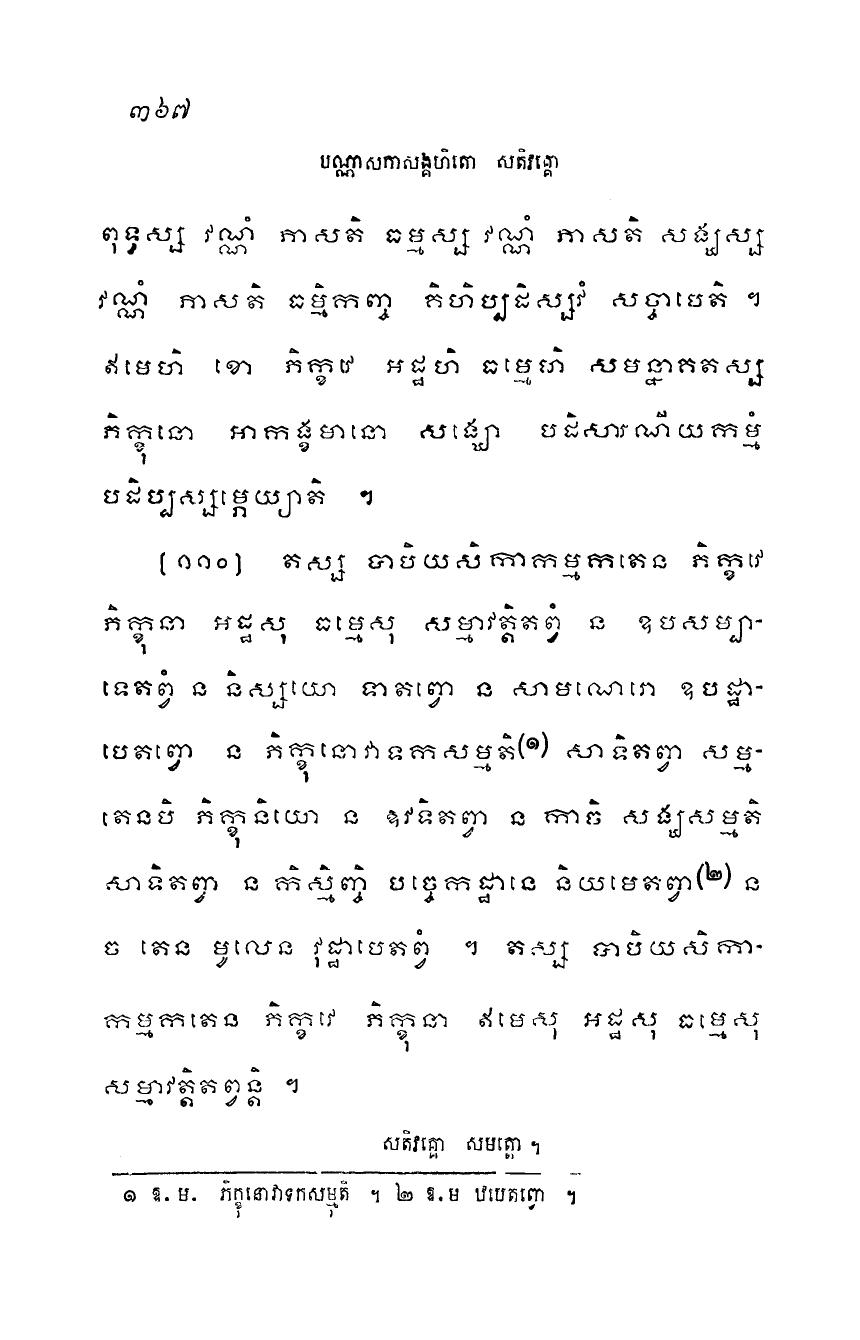 ៣៦៧
បណ្ណាសកាសង្គហិតោ សតិវគ្គោ
ពុទ្ធស្ស វណ្ណំ ភាសតិ ធម្មស្ស វណ្ណំ ភាសតិ សង្ឃស្ស
វណ្ណំ ភាសតិ ធម្មិកញ្ច គិហិប្បដិស្សវំ សច្ចាបេតិ ។
ឥមេហិ ខោ ភិក្ខវេ អដ្ឋហិ ធម្មេហិ សមន្នាគតស្ស
ភិក្ខុនោ អាកង្ខមានោ សង្ឃោ បដិសារណីយកម្មំ
បដិប្បស្សម្ភេយ្យាតិ ។
[១១០] តស្ស បាបិយសិកាកម្មកតេន ភិក្ខវេ
ភិក្ខុនា អដ្ឋសុ ធម្មេសុ សម្មាវត្តិតព្វំ ន ឧបសម្បា-
ទេតព្វំ ន និស្សយោ ទាតព្វោ ន សាមណេរោ ឧបដ្ឋា-
បេតព្វោ ន ភិក្ខុនោវាទកសម្មតិ(១) សាទិតព្វា សម្ម-
តេនបិ ភិក្ខុនិយោ ន ឧវទិតព្វា ន កាចិ សង្ឃសម្មតិ
សាទិតព្វា ន កិស្មិញ្ចិ បច្ចេកដ្ឋានេ និយមេតព្វា(២) ន
ច តេន មូលេន វុដ្ឋាបេតព្វំ ។ តស្ស បាបិយសិកា-
កម្មកតេន ភិក្ខវេ ភិក្ខុនា ឥមេសុ អដ្ឋសុ ធម្មេសុ
សម្មាវត្តិតព្វន្តិ ។
សតិវគ្គោ សមត្តោ ។
១ ឱ. ម. ភិក្ខុនោវាទកសម្មុតិ ។ ២ ឱ. ម ឋបេតព្វោ ។